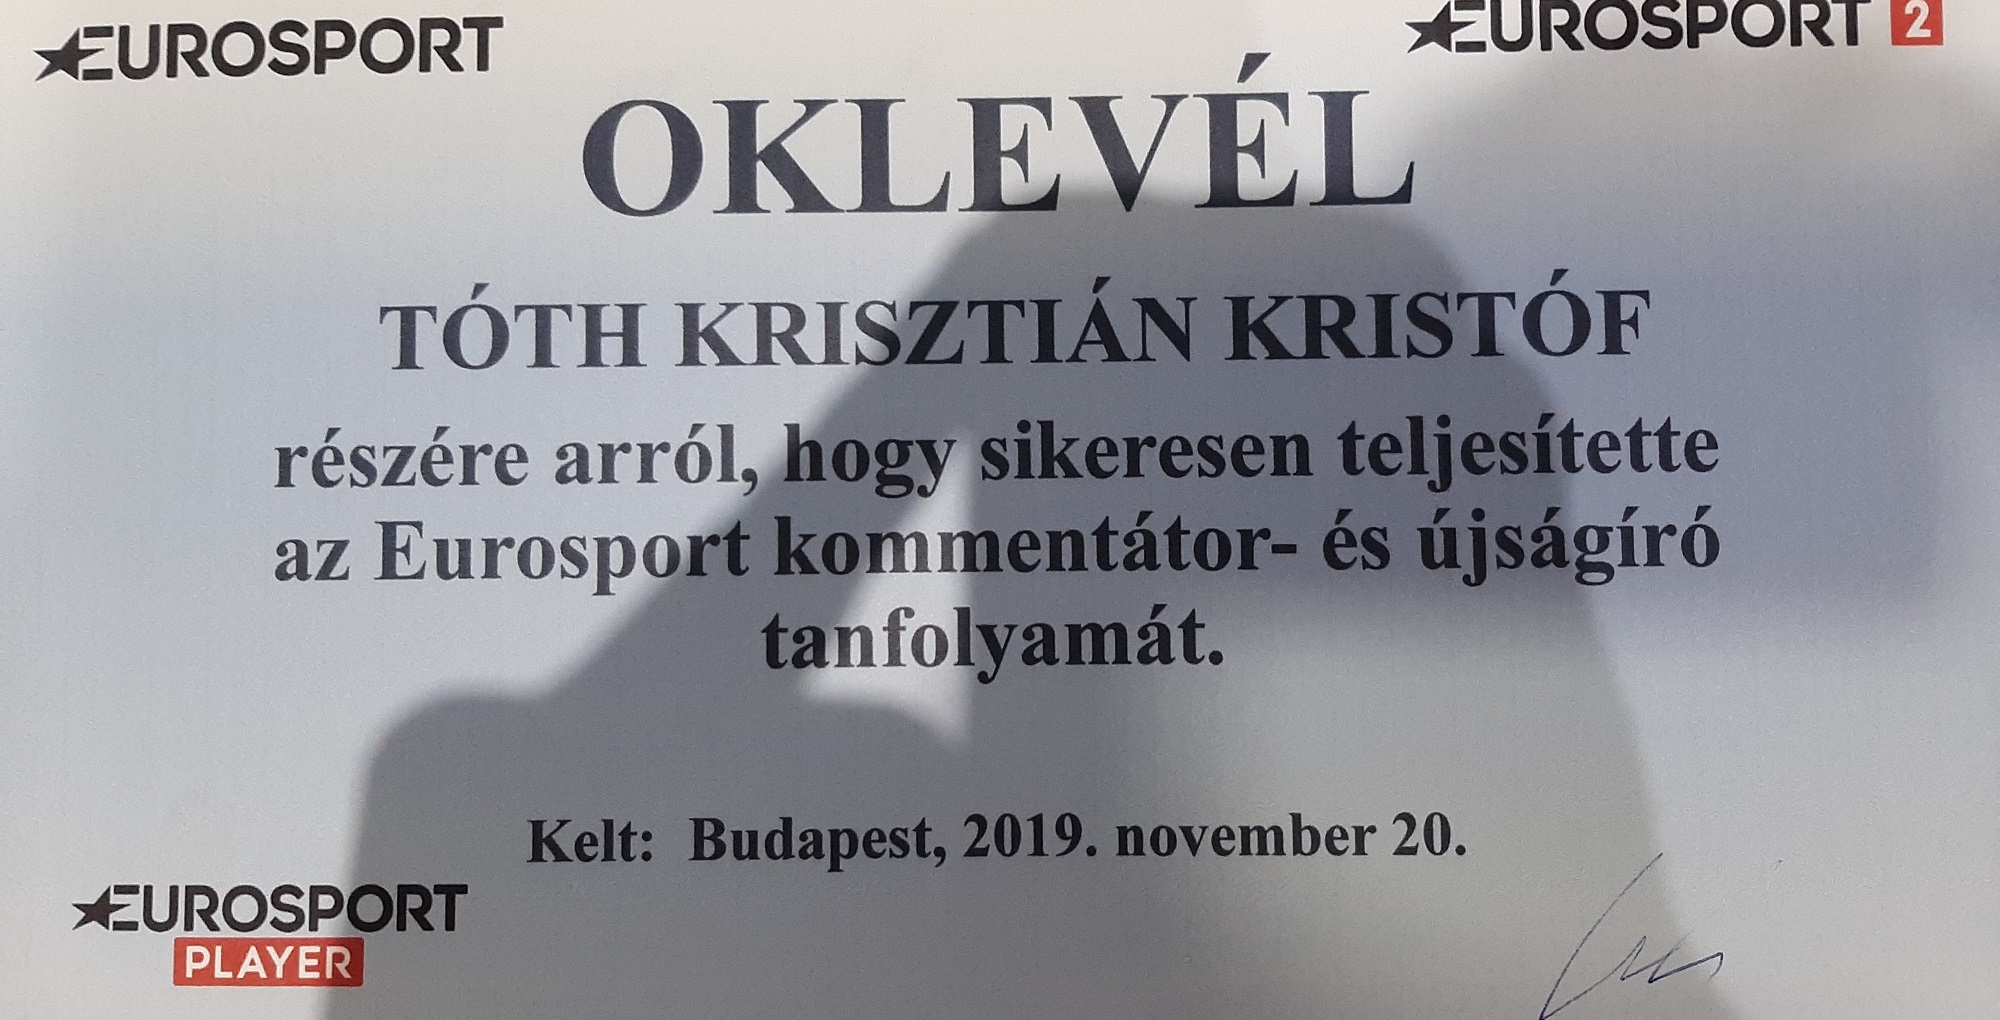 EUROSPORT
EUROSPORT 2
OKLEVÉL
TÓTH KRISZTIÁN KRISTÓF
részére arról, hogy sikeresen teljesítette
az Eurosport kommentátor- és újságíró
tanfolyamát.
Kelt: Budapest, 2019. november 20.
EUROSPORT
PLAYER